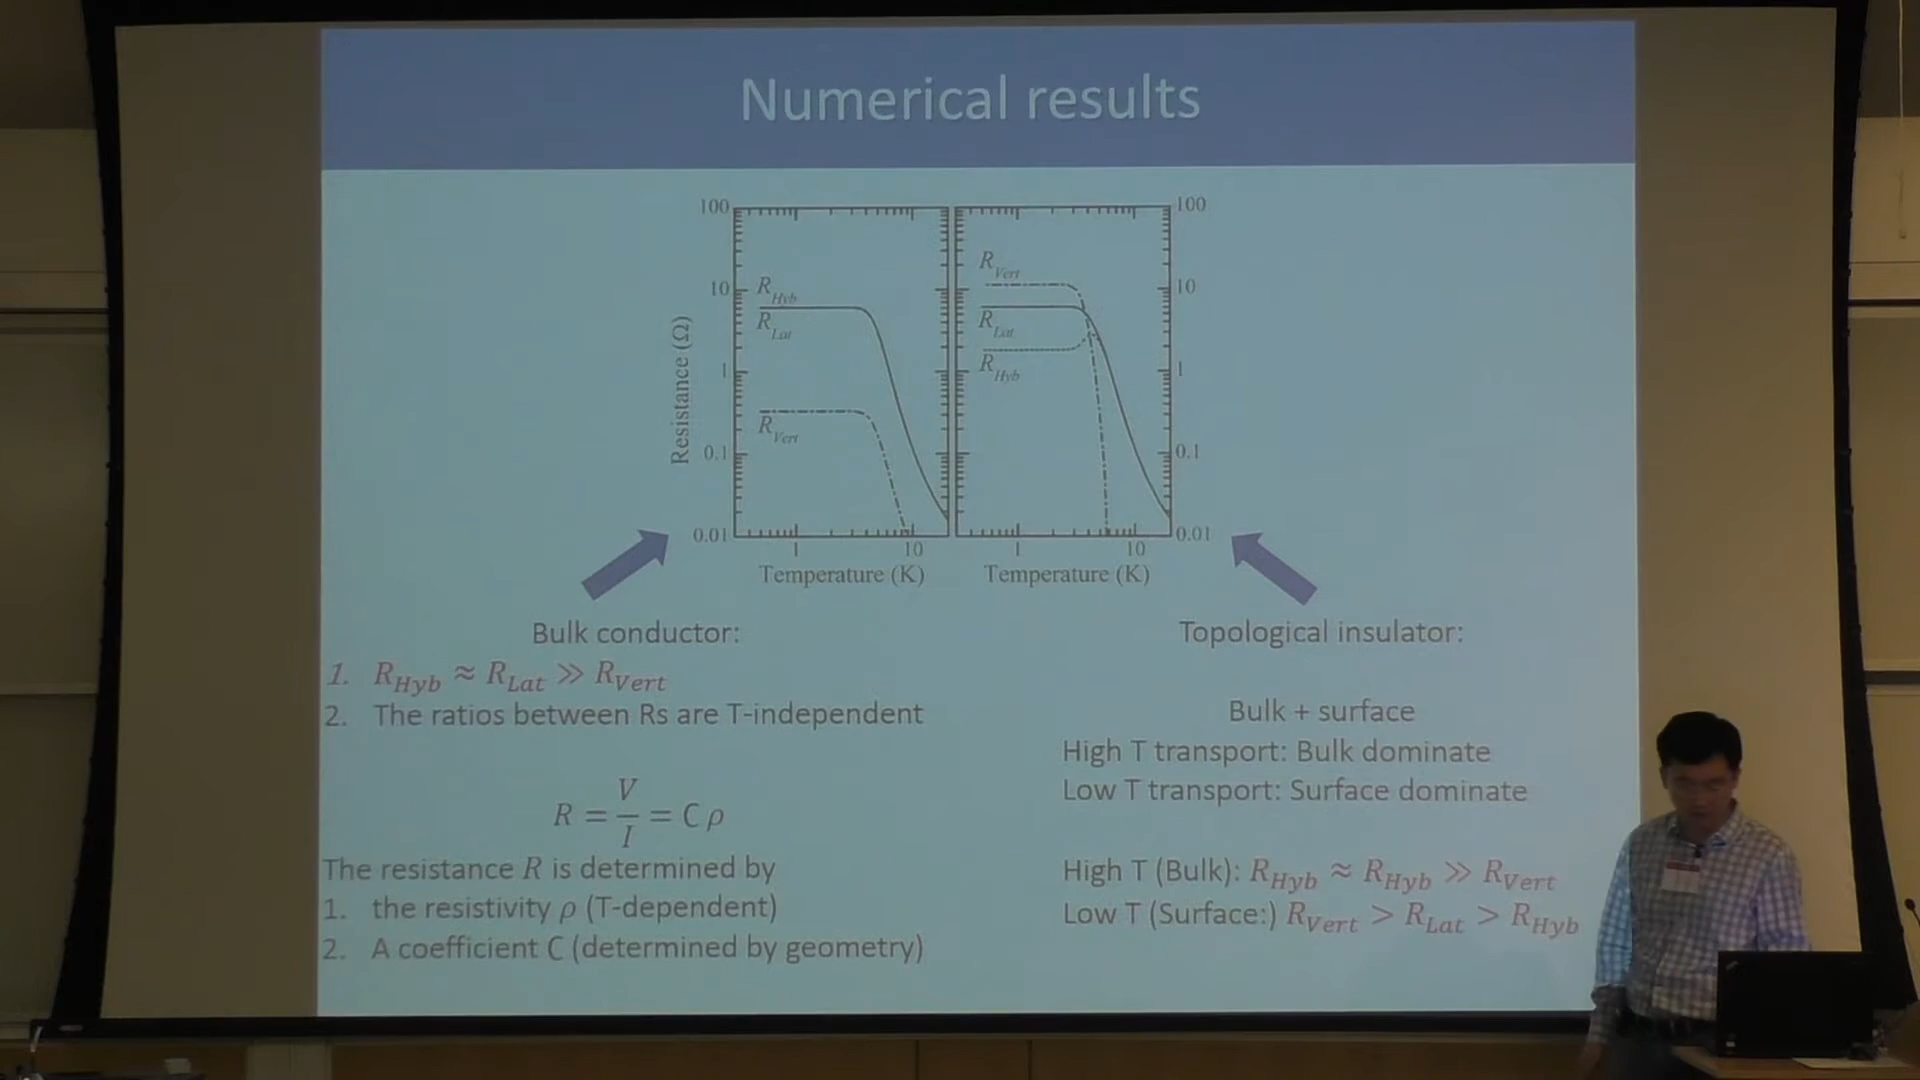 Numerical results
100
10
1
0.1
0.01
Resistance (Ω)
R_Hyb
R_Lat
R_Vert
1 10
Temperature (K)
R_Vert
R_Lat
R_Hyb
1 10
Temperature (K)
100
10
1
0.1
0.01
Bulk conductor:
1. R_Hyb ≈ R_Lat ≫ R_Vert
2. The ratios between Rs are T-independent
R = V/I = C ρ
The resistance R is determined by
1. the resistivity ρ (T-dependent)
2. A coefficient C (determined by geometry)
Topological insulator:
Bulk + surface
High T transport: Bulk dominate
Low T transport: Surface dominate
High T (Bulk): R_Hyb ≈ R_Hyb ≫ R_Vert
Low T (Surface:) R_Vert > R_Lat > R_Hyb